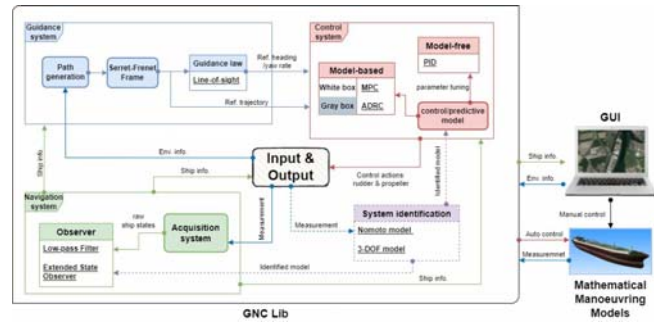 Guidance
system
Path
generation
Serret-Frenet
Frame
Guidance law
Line-of-sight
Ref. heading
/yaw rate
Ref. trajectory
Control
system
Model-free
PID
Model-based
White box MPC
Gray box ADRC
parameter tuning
control/predictive
model
Ship info.
Env. info.
Input &
Output
Ship info.
Control actions
rudder & propeller
Identified model
Navigation
system
Observer
Low-pass Filter
Extended State
Observer
raw
ship states
Acquisition
system
Measurement
Measurement
System identification
Nomoto model
3-DOF model
Identified model
Ship info.
GNC Lib
GUI
Ship info.
Env. info.
Manual control
Auto control
Measuremnet
Mathematical
Manoeuvring
Models